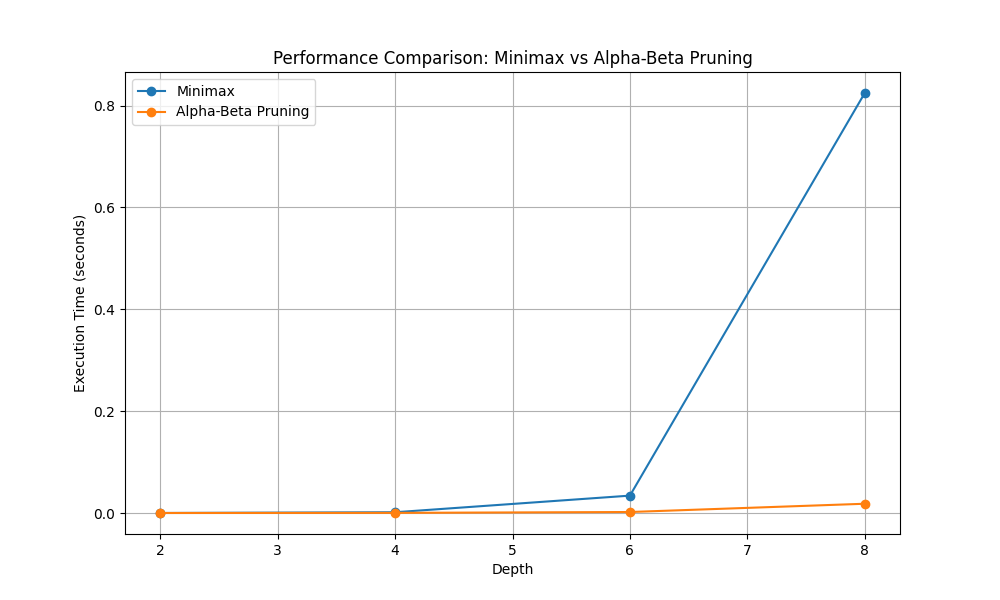 Performance Comparison: Minimax vs Alpha-Beta Pruning
Minimax
Alpha-Beta Pruning
Execution Time (seconds)
0.8
0.6
0.4
0.2
0.0
2 3 4 5 6 7 8
Depth